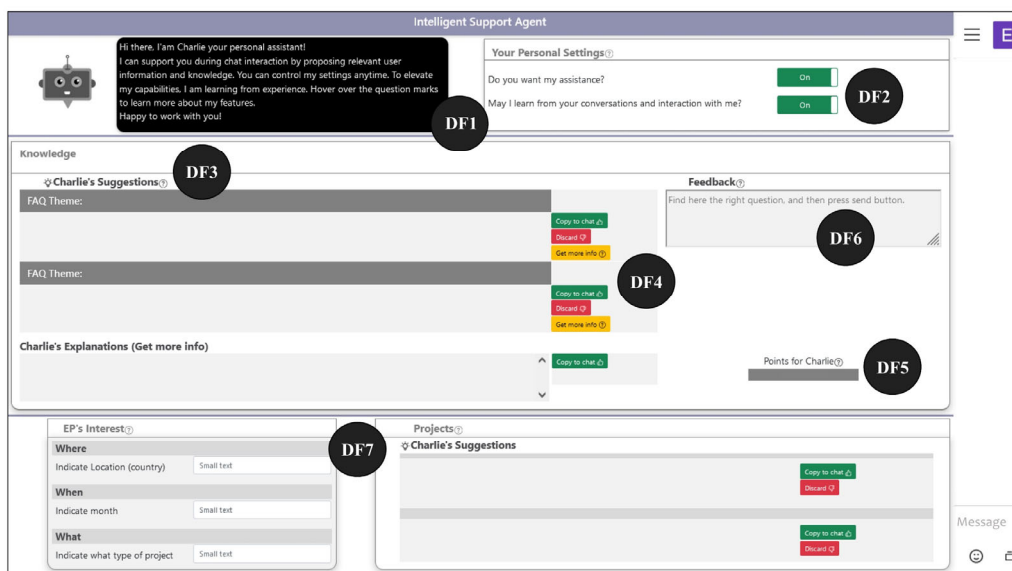 Intelligent Support Agent
E
Hi there, I'm Charlie your personal assistant!
I can support you during chat interaction by proposing relevant user
information and knowledge. You can control my settings anytime. To elevate
my capabilities, I am learning from experience. Hover over the question marks
to learn more about my features.
Happy to work with you!
DF1
Your Personal Settings
Do you want my assistance?
On
May I learn from your conversations and interaction with me?
On
DF2
Knowledge
DF3
Charlie's Suggestions
FAQ Theme:
Copy to chat
Discard
Get more info
FAQ Theme:
Copy to chat
Discard
Get more info
DF4
Feedback
Find here the right question, and then press send button.
DF6
Charlie's Explanations (Get more info)
Copy to chat
Points for Charlie
DF5
EP's Interest
Where
Indicate Location (country)
Small text
When
Indicate month
Small text
What
Indicate what type of project
Small text
DF7
Projects
Charlie's Suggestions
Copy to chat
Discard
Copy to chat
Discard
Message